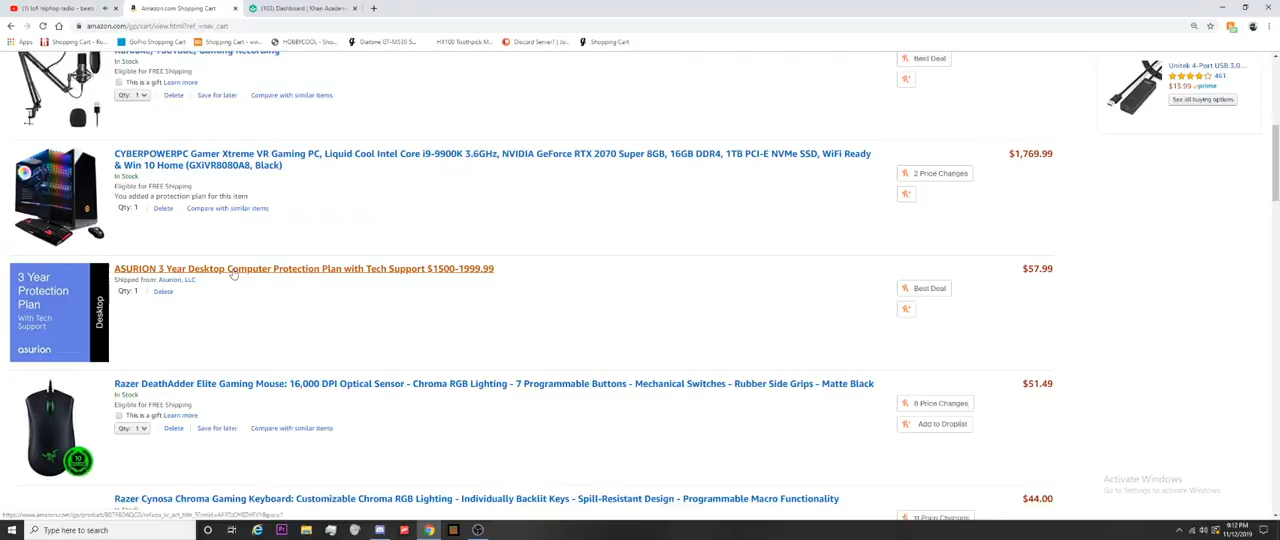 (1) lofi hiphop radio - beats
Amazon.com Shopping Cart
(103) Dashboard | Khan Acade
amazon.com/gp/cart/view.html?ref_=nav_cart
Apps
Shopping Cart - Ro...
GoPro Shopping Cart
Shopping Cart - ww...
HOBBYCOOL - Sho...
Diatone GT-M530 S...
HX100 Toothpick M...
Discord Server7 | Jo...
Shopping Cart
Karaoke, YouTube, Gaming Recording
In Stock
Eligible for FREE Shipping
This is a gift Learn more
Qty: 1
Delete
Save for later
Compare with similar items
Best Deal
Unitek 4-Port USB 3.0...
461
$13.99 prime
See all buying options
CYBERPOWERPC Gamer Xtreme VR Gaming PC, Liquid Cool Intel Core i9-9900K 3.6GHz, NVIDIA GeForce RTX 2070 Super 8GB, 16GB DDR4, 1TB PCI-E NVMe SSD, WiFi Ready
& Win 10 Home (GXiVR8080A8, Black)
$1,769.99
In Stock
Eligible for FREE Shipping
You added a protection plan for this item
Qty: 1
Delete
Compare with similar items
2 Price Changes
3 Year
Protection
Plan
With Tech
Support
asurion
Desktop
ASURION 3 Year Desktop Computer Protection Plan with Tech Support $1500-1999.99
$57.99
Shipped from: Asurion, LLC
Qty: 1
Delete
Best Deal
Razer DeathAdder Elite Gaming Mouse: 16,000 DPI Optical Sensor - Chroma RGB Lighting - 7 Programmable Buttons - Mechanical Switches - Rubber Side Grips - Matte Black
$51.49
In Stock
Eligible for FREE Shipping
This is a gift Learn more
Qty: 1
Delete
Save for later
Compare with similar items
8 Price Changes
Add to Droplist
Razer Cynosa Chroma Gaming Keyboard: Customizable Chroma RGB Lighting - Individually Backlit Keys - Spill-Resistant Design - Programmable Macro Functionality
$44.00
11 Price Changes
Activate Windows
Go to Settings to activate Windows.
Type here to search
9:12 PM
11/12/2019